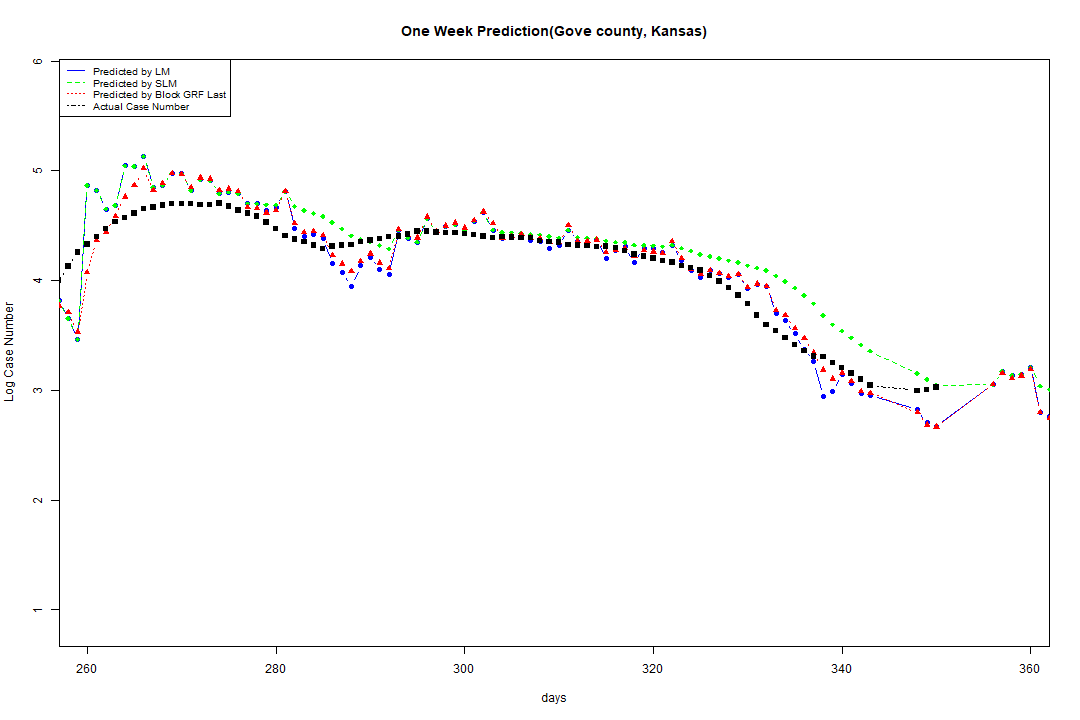 One Week Prediction(Gove county, Kansas)
Predicted by LM
Predicted by SLM
Predicted by Block GRF Last
Actual Case Number
Log Case Number
6
5
4
3
2
1
260 280 300 320 340 360
days